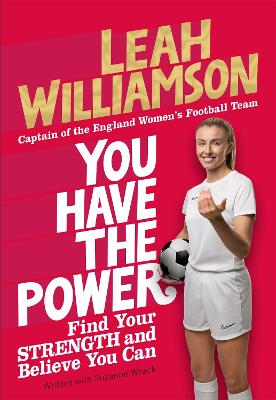 LEAH
WILLIAMSON
Captain of the England Women's Football Team
YOU
HAVE
THE
POWER
Find Your
STRENGTH and
Believe You Can
Written with Suzanne Wrack